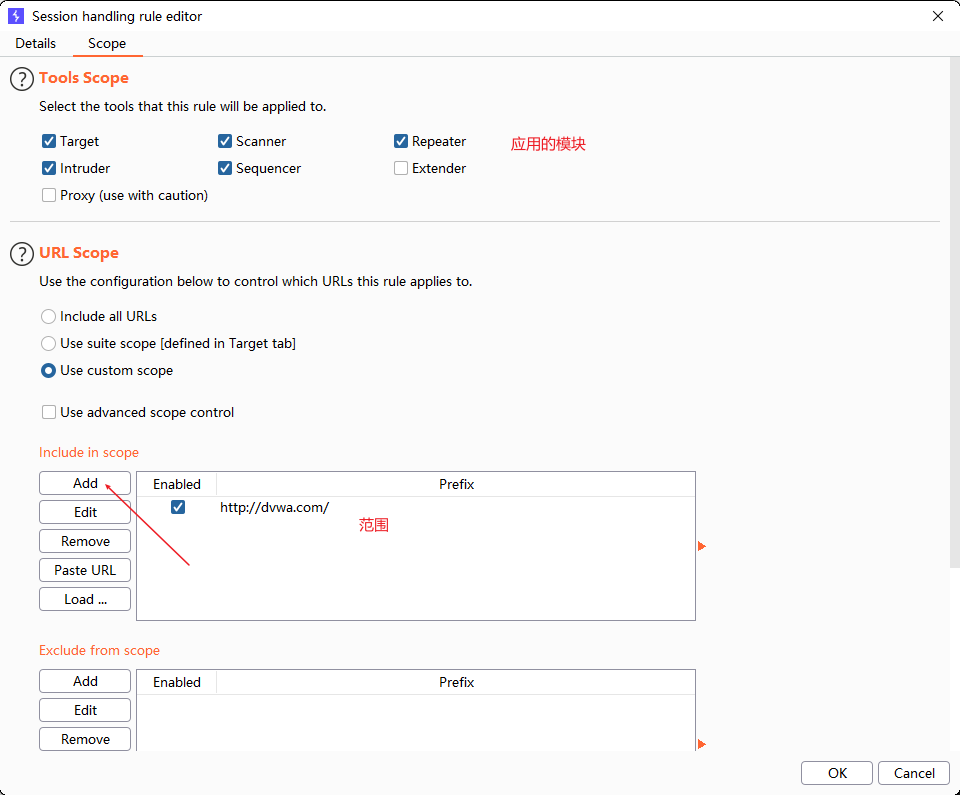 Session handling rule editor
Details Scope
Tools Scope
Select the tools that this rule will be applied to.
Target Scanner Repeater 应用的模块
Intruder Sequencer Extender
Proxy (use with caution)
URL Scope
Use the configuration below to control which URLs this rule applies to.
Include all URLs
Use suite scope [defined in Target tab]
Use custom scope
Use advanced scope control
Include in scope
Add Enabled Prefix
http://dvwa.com/
Edit 范围
Remove
Paste URL
Load ...
Exclude from scope
Add Enabled Prefix
Edit
Remove
OK Cancel